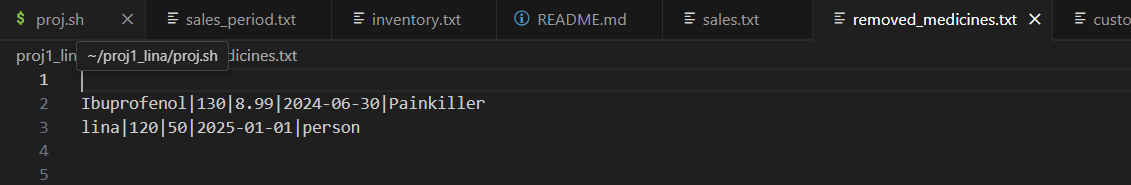 $ proj.sh × sales_period.txt inventory.txt README.md sales.txt removed_medicines.txt × custo
proj1_lin ~/proj1_lina/proj.sh dicines.txt
1
2 Ibuprofenol|130|8.99|2024-06-30|Painkiller
3 lina|120|50|2025-01-01|person
4
5